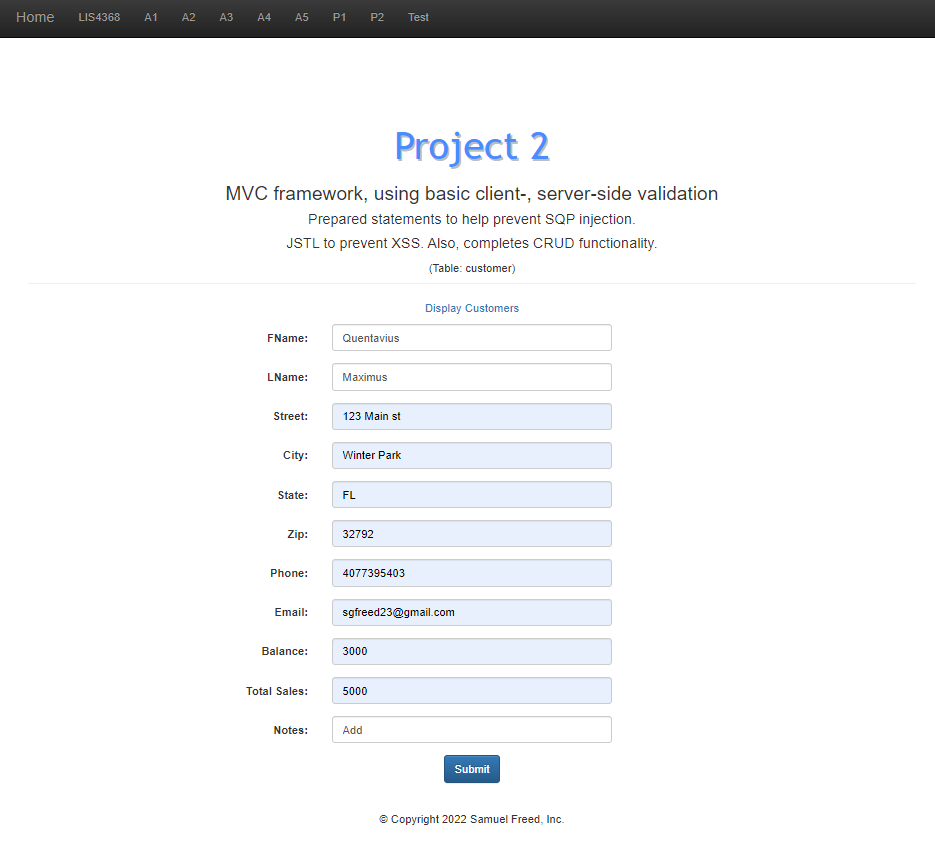 Home LIS4368 A1 A2 A3 A4 A5 P1 P2 Test
Project 2
MVC framework, using basic client-, server-side validation
Prepared statements to help prevent SQP injection.
JSTL to prevent XSS. Also, completes CRUD functionality.
(Table: customer)
Display Customers
FName: Quentavius
LName: Maximus
Street: 123 Main st
City: Winter Park
State: FL
Zip: 32792
Phone: 4077395403
Email: sgfreed23@gmail.com
Balance: 3000
Total Sales: 5000
Notes: Add
Submit
© Copyright 2022 Samuel Freed, Inc.